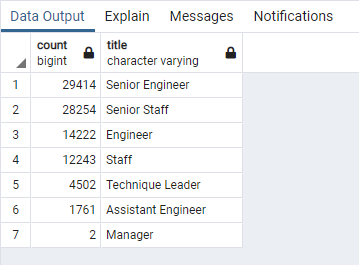 Data Output Explain Messages Notifications
count title
bigint character varying
1 29414 Senior Engineer
2 28254 Senior Staff
3 14222 Engineer
4 12243 Staff
5 4502 Technique Leader
6 1761 Assistant Engineer
7 2 Manager